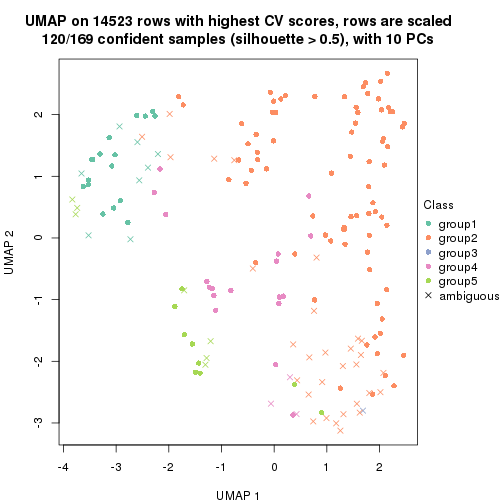 UMAP on 14523 rows with highest CV scores, rows are scaled
120/169 confident samples (silhouette > 0.5), with 10 PCs
UMAP 2
2
1
0
-1
-2
-3
-4 -3 -2 -1 0 1 2
UMAP 1
Class
group1
group2
group3
group4
group5
ambiguous